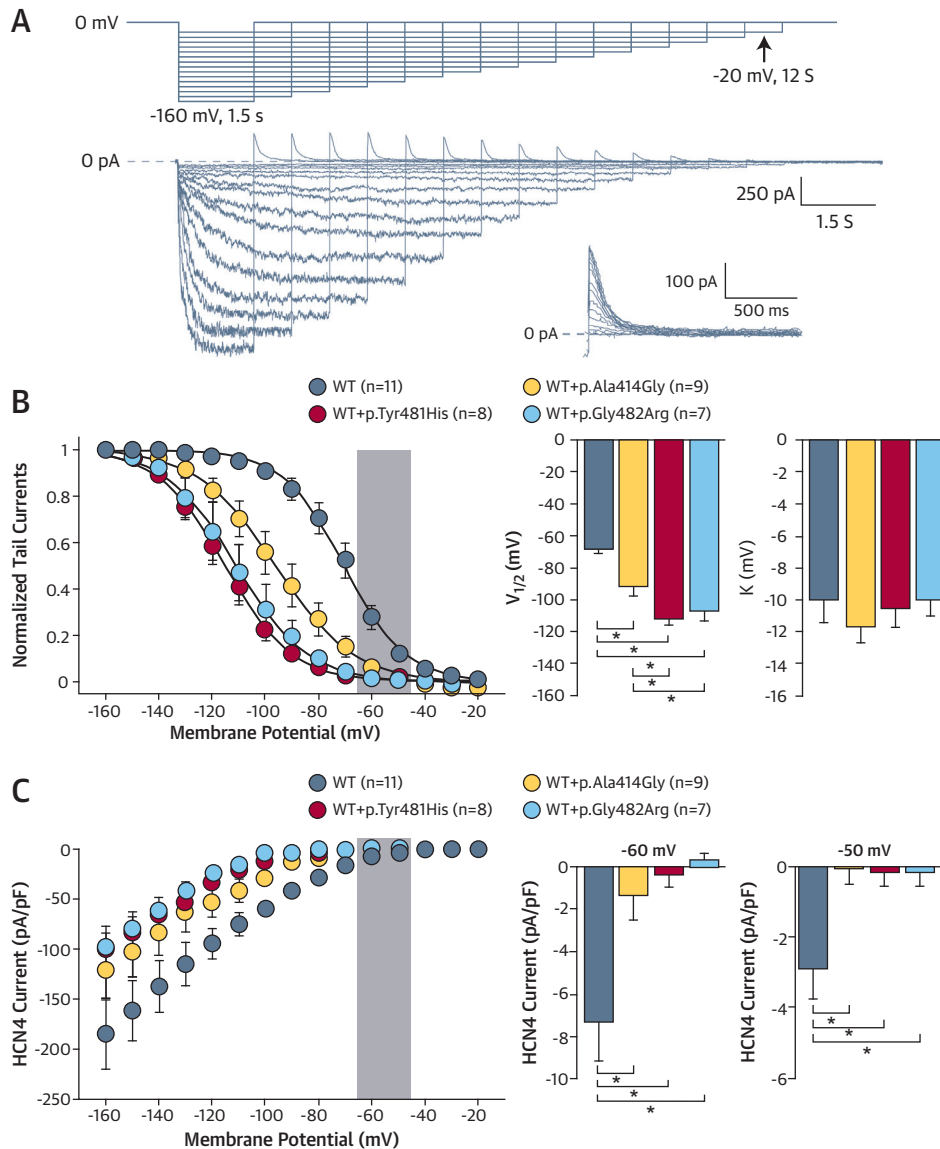 A
0 mV
-20 mV, 12 S
-160 mV, 1.5 s
0 pA
250 pA
1.5 S
100 pA
500 ms
0 pA
B
WT (n=11)
WT+p.Ala414Gly (n=9)
WT+p.Tyr481His (n=8)
WT+p.Gly482Arg (n=7)
Normalized Tail Currents
1
0.8
0.6
0.4
0.2
0
-160
-140
-120
-100
-80
-60
-40
-20
Membrane Potential (mV)
V1/2 (mV)
0
-20
-40
-60
-80
-100
-120
-140
-160
*
*
*
*
*
K (mV)
0
-2
-4
-6
-8
-10
-12
-14
-16
C
WT (n=11)
WT+p.Ala414Gly (n=9)
WT+p.Tyr481His (n=8)
WT+p.Gly482Arg (n=7)
HCN4 Current (pA/pF)
0
-50
-100
-150
-200
-250
-160
-140
-120
-100
-80
-60
-40
-20
Membrane Potential (mV)
-60 mV
HCN4 Current (pA/pF)
0
-2
-4
-6
-8
-10
*
*
*
-50 mV
HCN4 Current (pA/pF)
0
-2
-4
-6
*
*
*